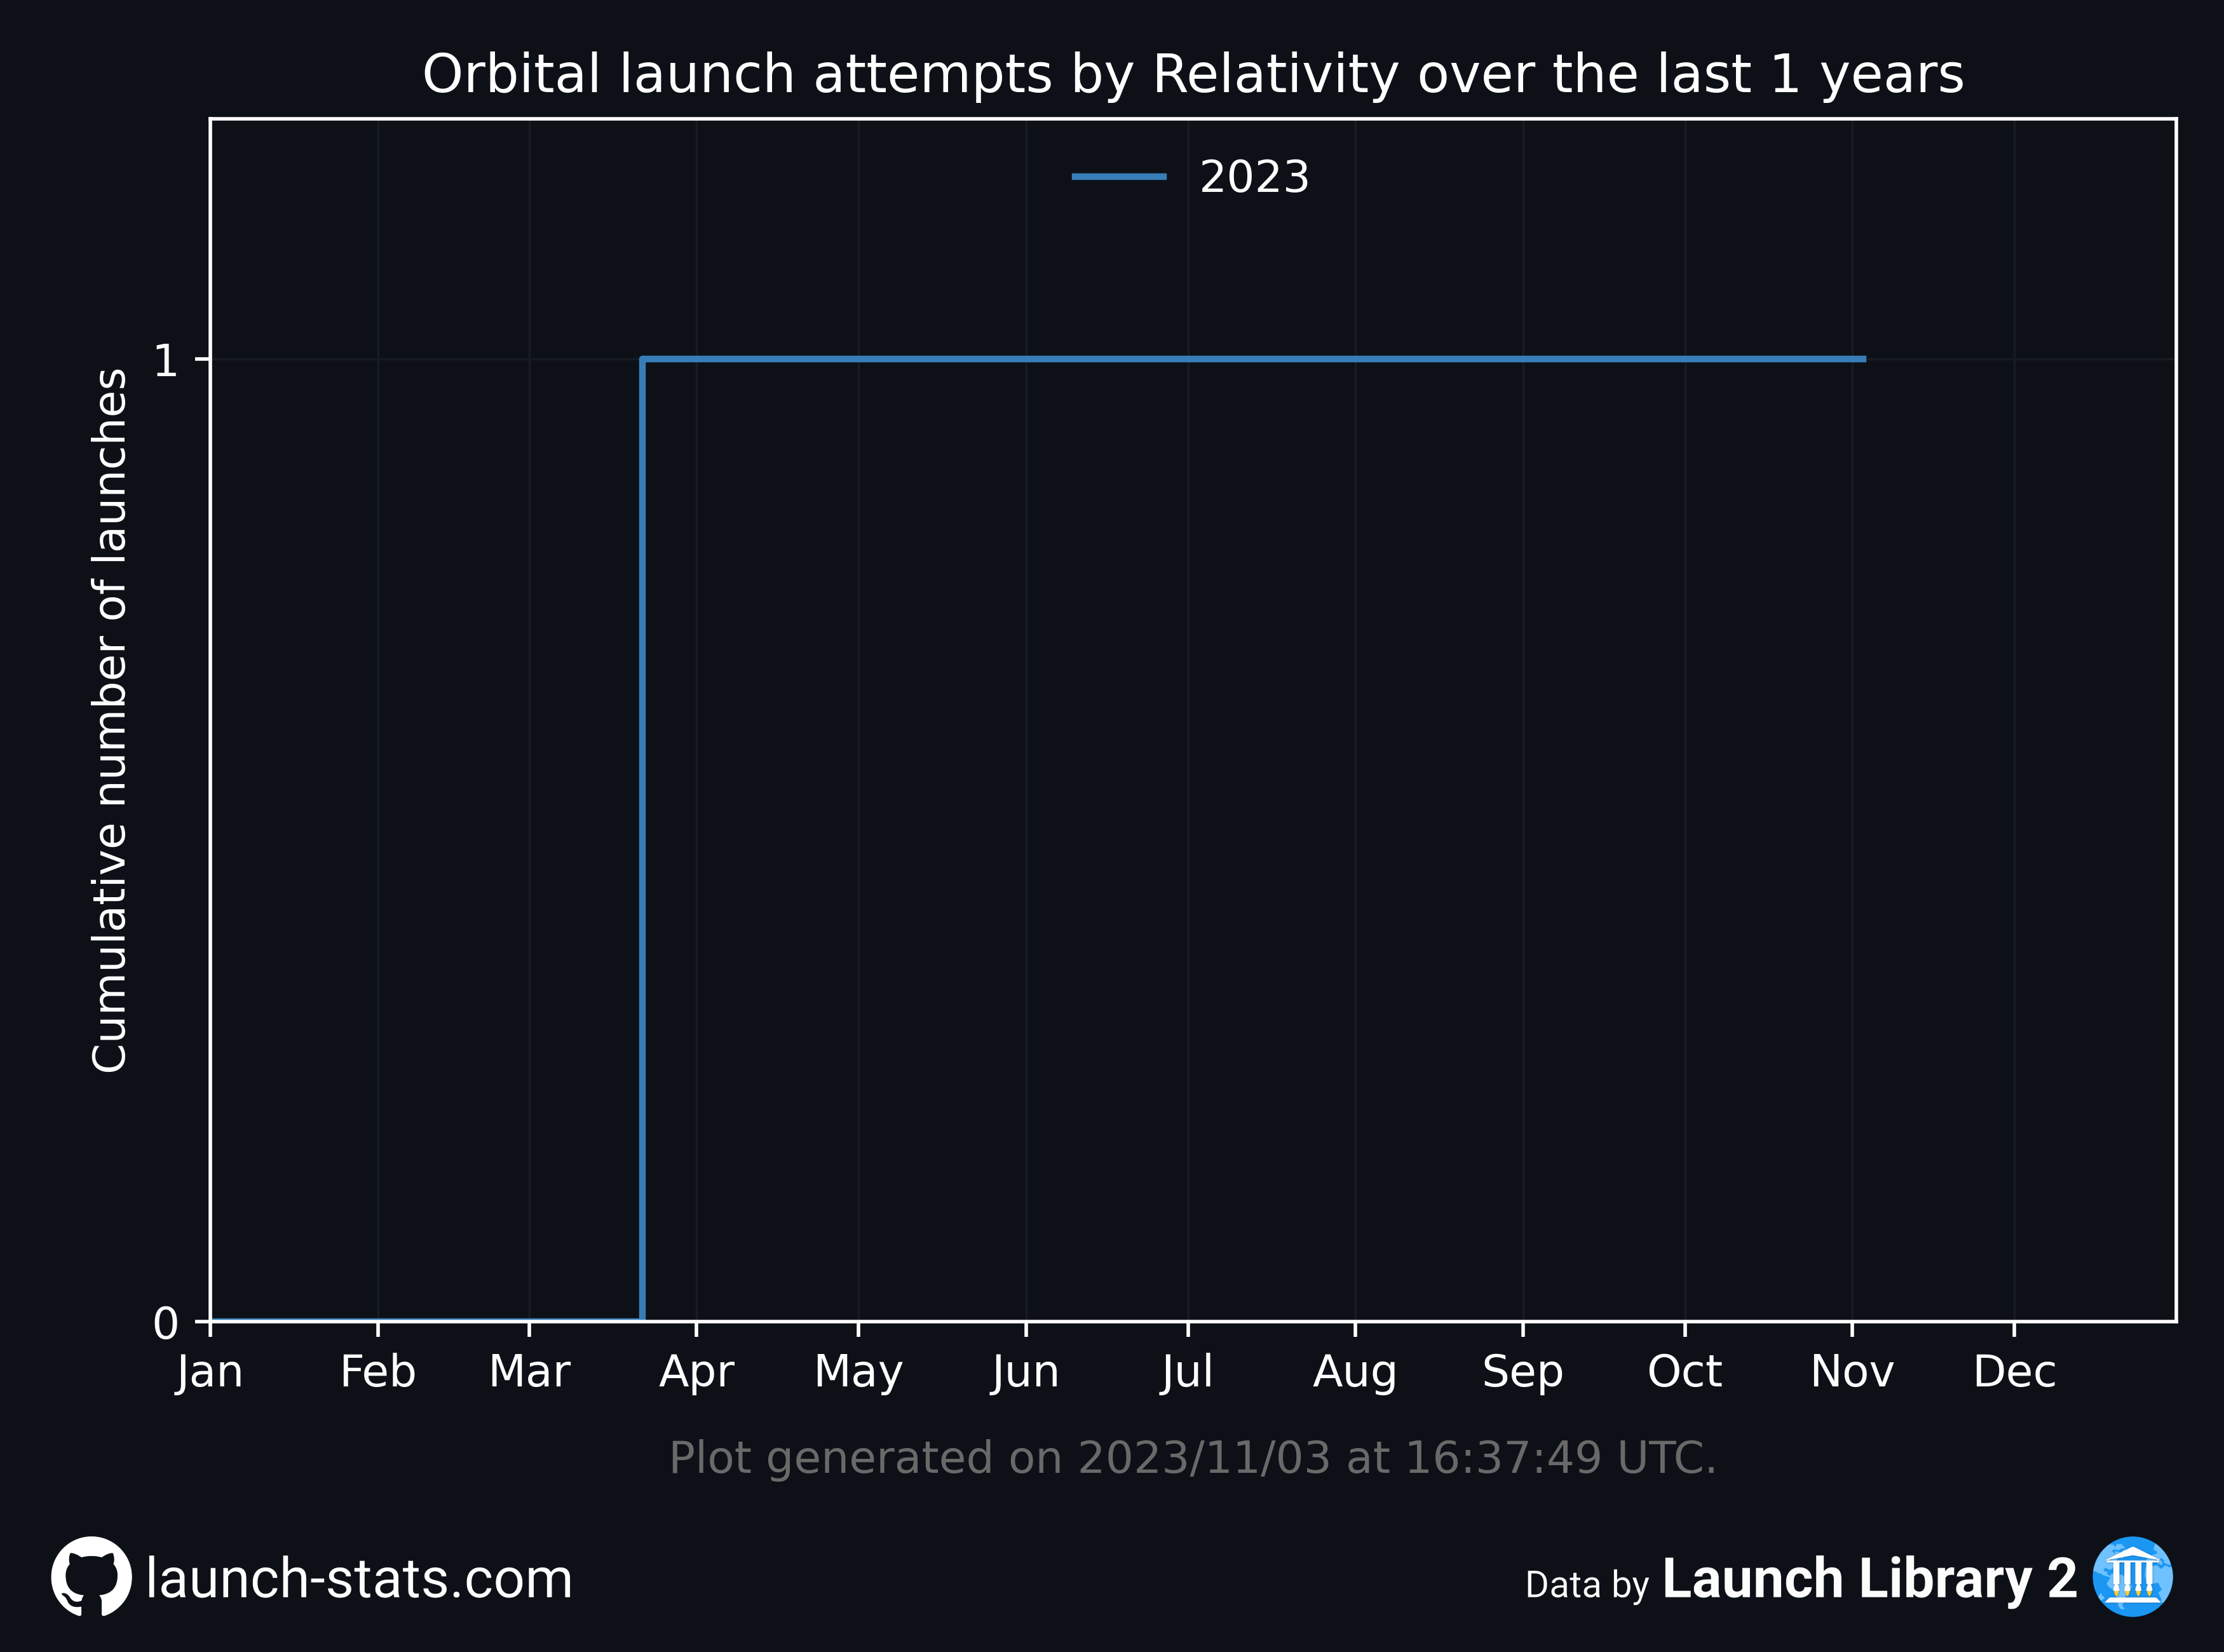 Orbital launch attempts by Relativity over the last 1 years
2023
Cumulative number of launches
1
0
Jan Feb Mar Apr May Jun Jul Aug Sep Oct Nov Dec
Plot generated on 2023/11/03 at 16:37:49 UTC.
launch-stats.com
Data by Launch Library 2